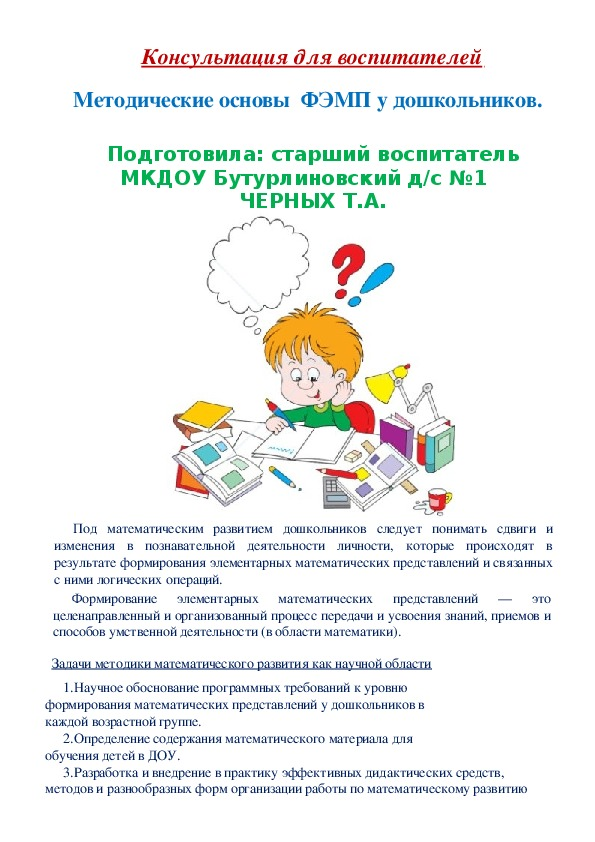 Консультация для воспитателей
Методические основы ФЭМП у дошкольников.
Подготовила: старший воспитатель
МКДОУ Бутурлиновский д/с №1
ЧЕРНЫХ Т.А.
Под математическим развитием дошкольников следует понимать сдвиги и
изменения в познавательной деятельности личности, которые происходят в
результате формирования элементарных математических представлений и связанных
с ними логических операций.
Формирование элементарных математических представлений — это
целенаправленный и организованный процесс передачи и усвоения знаний, приемов и
способов умственной деятельности (в области математики).
Задачи методики математического развития как научной области
1.Научное обоснование программных требований к уровню
формирования математических представлений у дошкольников в
каждой возрастной группе.
2.Определение содержания математического материала для
обучения детей в ДОУ.
3.Разработка и внедрение в практику эффективных дидактических средств,
методов и разнообразных форм организации работы по математическому развитию